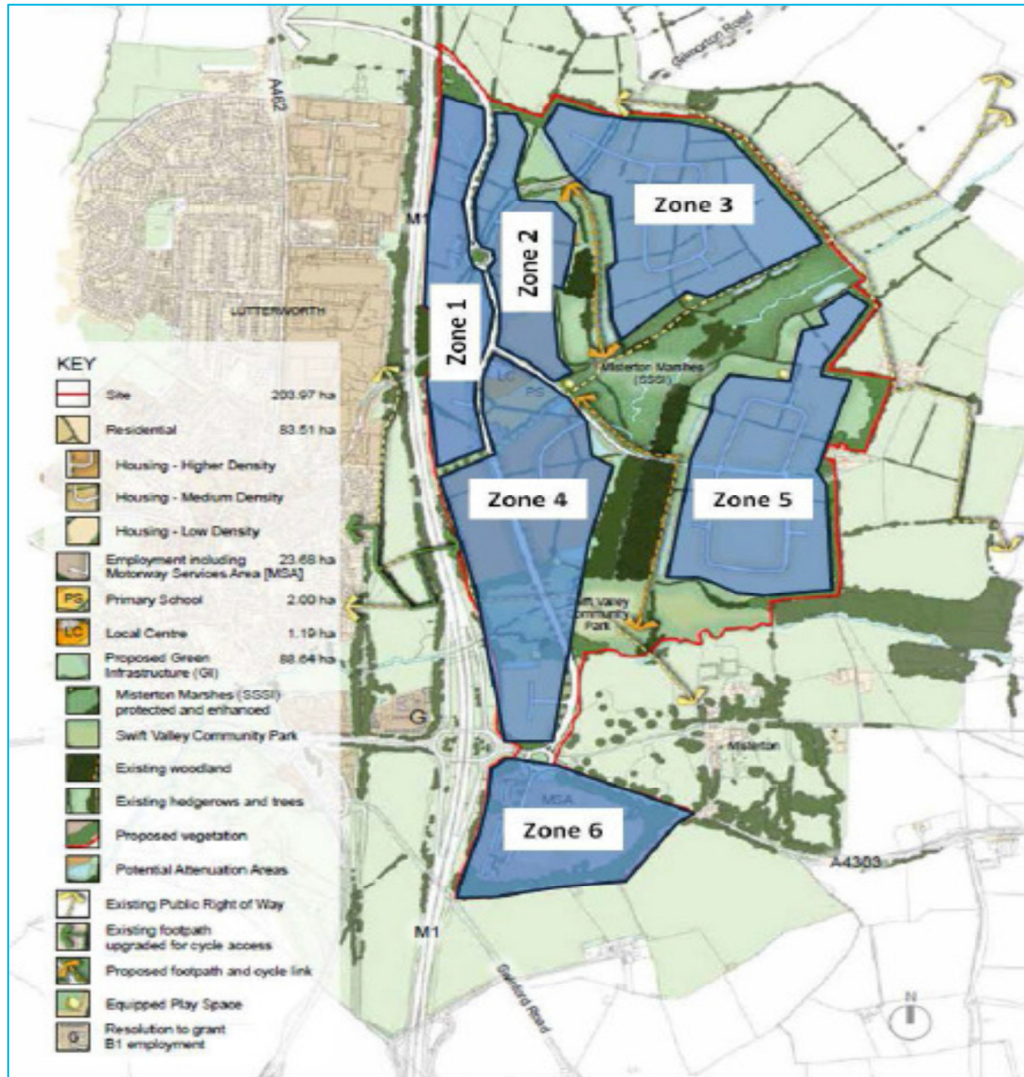 Gilmorton Road
A462
M1
Zone 3
Zone 2
Zone 1
LUTTERWORTH
Misterton Marshes
(SSSI)
LC
PS
Zone 4
Zone 5
Swift Valley
Community
Park
G
Misterton
MSA
Zone 6
A4303
M1
Swinford Road
N
KEY
Site 203.97 ha
Residential 83.51 ha
Housing - Higher Density
Housing - Medium Density
Housing - Low Density
Employment including 23.68 ha
Motorway Services Area [MSA]
PS Primary School 2.00 ha
LC Local Centre 1.19 ha
Proposed Green 88.64 ha
Infrastructure (GI)
Misterton Marshes (SSSI)
protected and enhanced
Swift Valley Community Park
Existing woodland
Existing hedgerows and trees
Proposed vegetation
Potential Attenuation Areas
Existing Public Right of Way
Existing footpath
upgraded for cycle access
Proposed footpath and cycle link
Equipped Play Space
G Resolution to grant
B1 employment